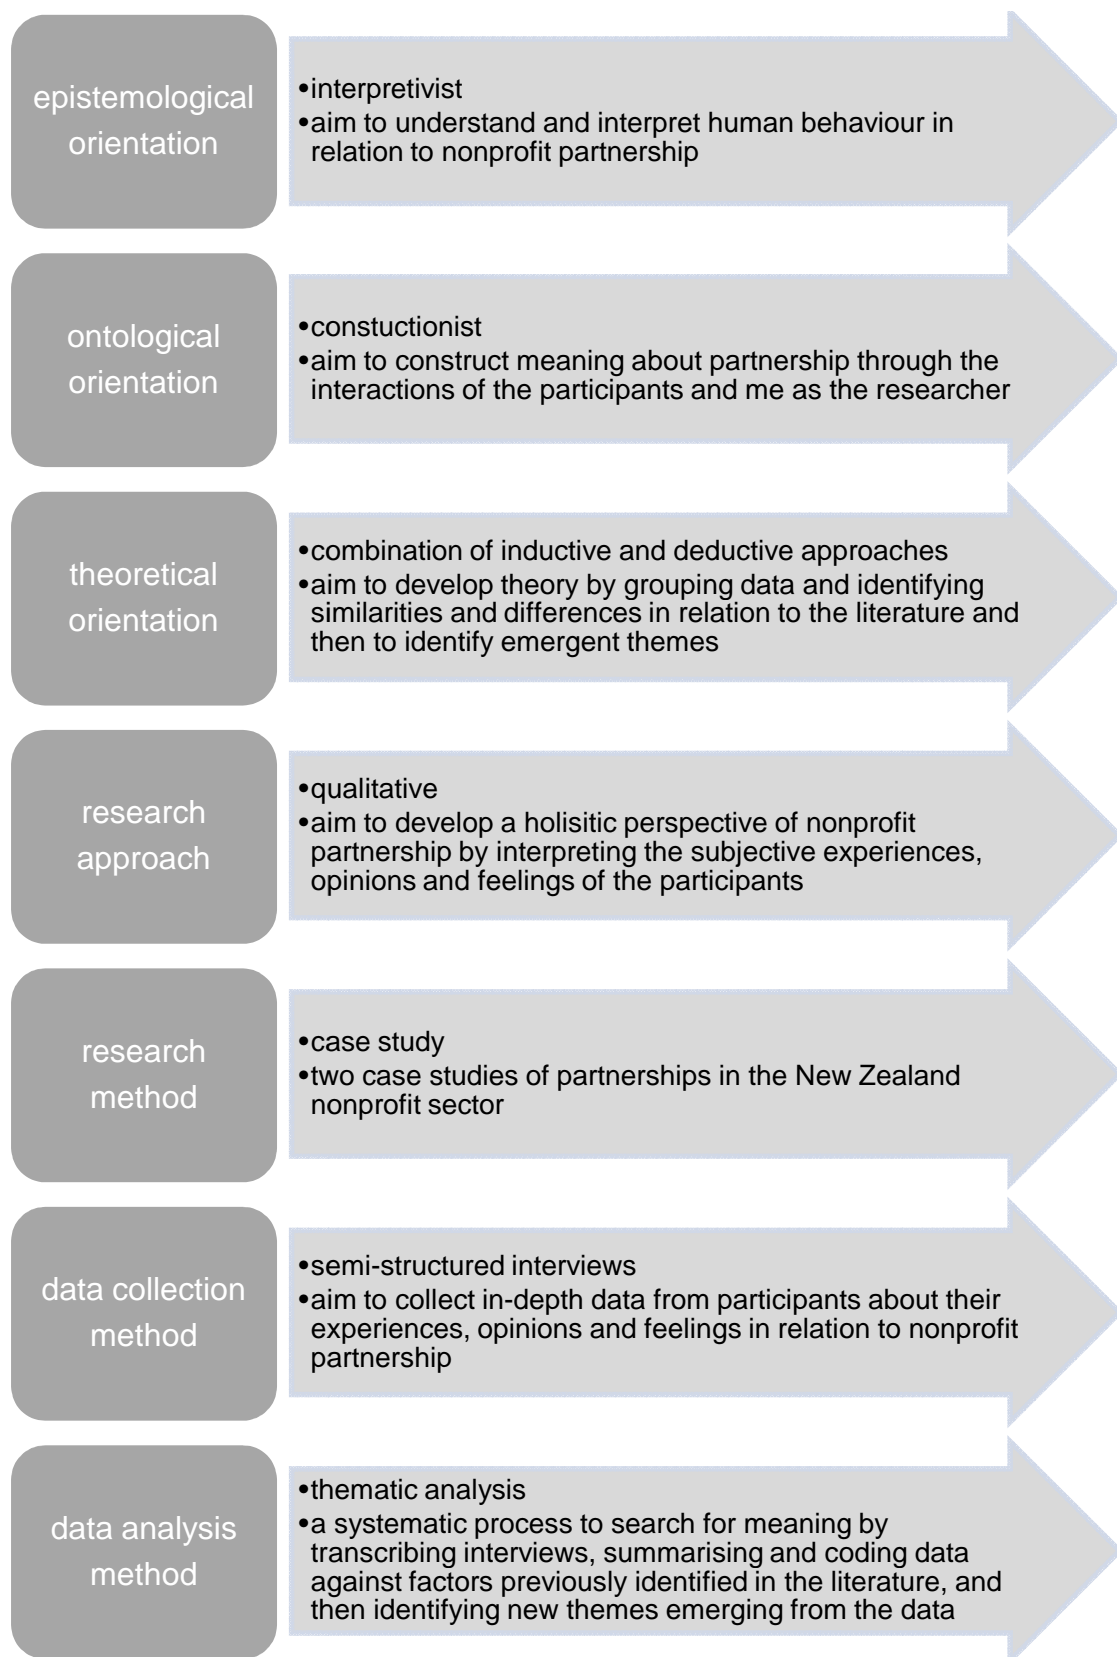 epistemological
orientation
•interpretivist
•aim to understand and interpret human behaviour in
relation to nonprofit partnership
ontological
orientation
•constuctionist
•aim to construct meaning about partnership through the
interactions of the participants and me as the researcher
theoretical
orientation
•combination of inductive and deductive approaches
•aim to develop theory by grouping data and identifying
similarities and differences in relation to the literature and
then to identify emergent themes
research
approach
•qualitative
•aim to develop a holisitic perspective of nonprofit
partnership by interpreting the subjective experiences,
opinions and feelings of the participants
research
method
•case study
•two case studies of partnerships in the New Zealand
nonprofit sector
data collection
method
•semi-structured interviews
•aim to collect in-depth data from participants about their
experiences, opinions and feelings in relation to nonprofit
partnership
data analysis
method
•thematic analysis
•a systematic process to search for meaning by
transcribing interviews, summarising and coding data
against factors previously identified in the literature, and
then identifying new themes emerging from the data